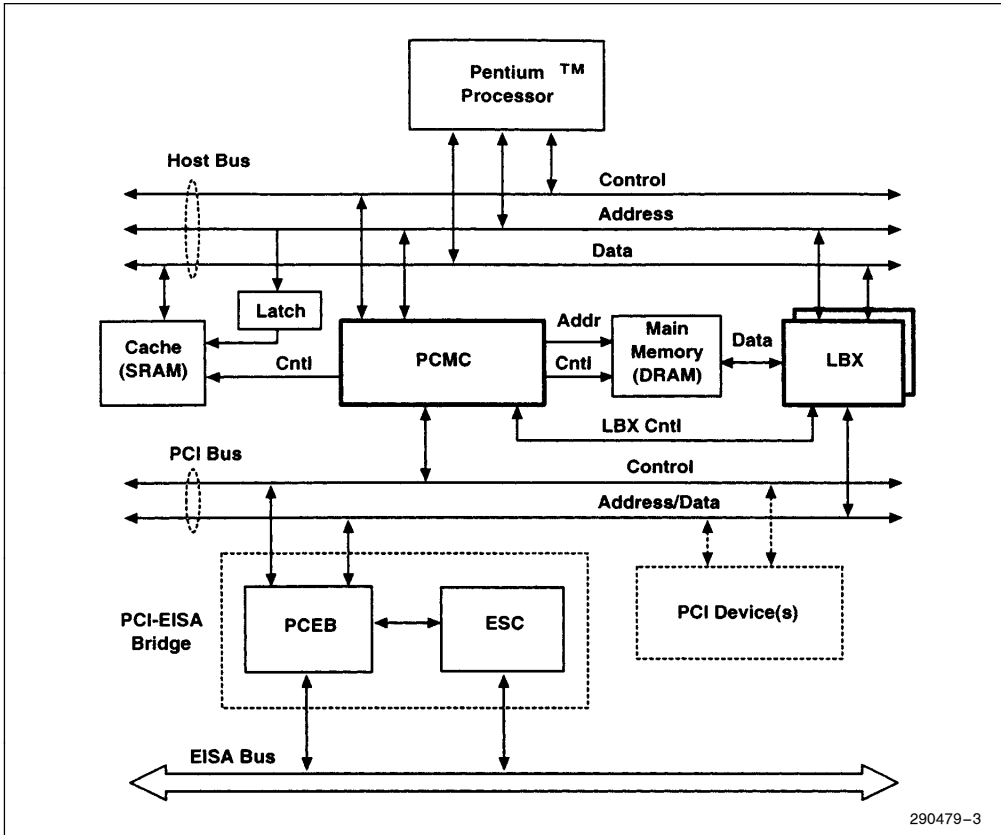 Pentium ™
Processor
Host Bus
Control
Address
Data
Latch
Cache
(SRAM)
Cntl
PCMC
Addr
Cntl
Main
Memory
(DRAM)
Data
LBX
LBX Cntl
PCI Bus
Control
Address/Data
PCI-EISA
Bridge
PCEB
ESC
PCI Device(s)
EISA Bus
290479–3